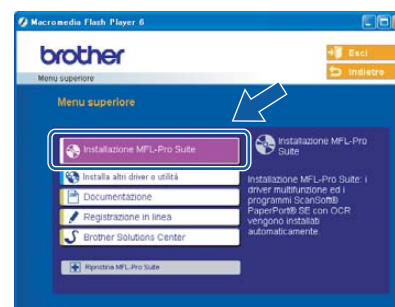 Macromedia Flash Player 6
brother
Esci
Indietro
Menu superiore
Menu superiore
Installazione MFL-Pro Suite
Installa altri driver o utilità
Documentazione
Registrazione in linea
Brother Solutions Center
Ripristina MFL-Pro Suite
Installazione MFL-Pro
Suite
Installazione MFL-Pro Suite: i
driver multifunzione ed i
programmi ScanSoft®
PaperPort® SE con OCR
vengono installati
automaticamente.